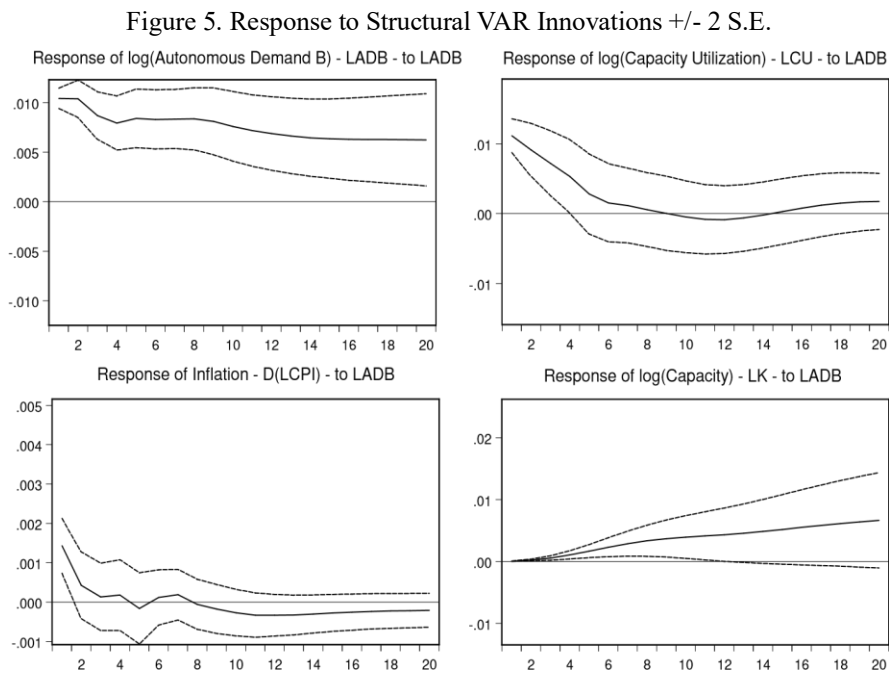 Figure 5. Response to Structural VAR Innovations +/- 2 S.E.
Response of log(Autonomous Demand B) - LADB - to LADB
.010
.005
.000
-.005
-.010
2 4 6 8 10 12 14 16 18 20
Response of log(Capacity Utilization) - LCU - to LADB
.01
.00
-.01
2 4 6 8 10 12 14 16 18 20
Response of Inflation - D(LCPI) - to LADB
.005
.004
.003
.002
.001
.000
-.001
2 4 6 8 10 12 14 16 18 20
Response of log(Capacity) - LK - to LADB
.02
.01
.00
-.01
2 4 6 8 10 12 14 16 18 20